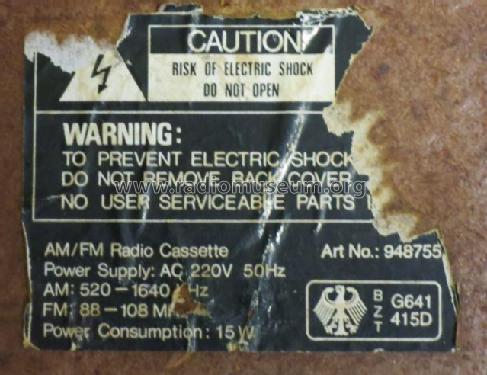 CAUTION
RISK OF ELECTRIC SHOCK
DO NOT OPEN
WARNING:
TO PREVENT ELECTRIC SHOCK
DO NOT REMOVE BACK COVER
www.radiomuseum.org
NO USER SERVICEABLE PARTS
AM/FM Radio Cassette
Art No.: 948755
Power Supply: AC 220V 50Hz
AM: 520-1640 Hz
FM: 88-108 M
Power Consumption: 15W
BZT
G641
415D